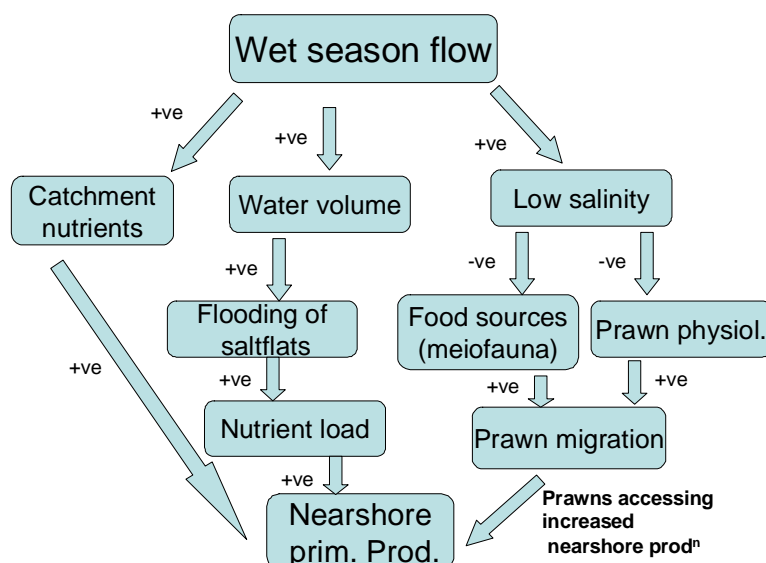 Wet season flow
+ve
+ve
+ve
Catchment
nutrients
Water volume
Low salinity
+ve
-ve
-ve
Flooding of
saltflats
Food sources
(meiofauna)
Prawn physiol.
+ve
+ve
+ve
+ve
Nutrient load
Prawn migration
+ve
Nearshore
prim. Prod.
Prawns accessing
increased
nearshore prodⁿ